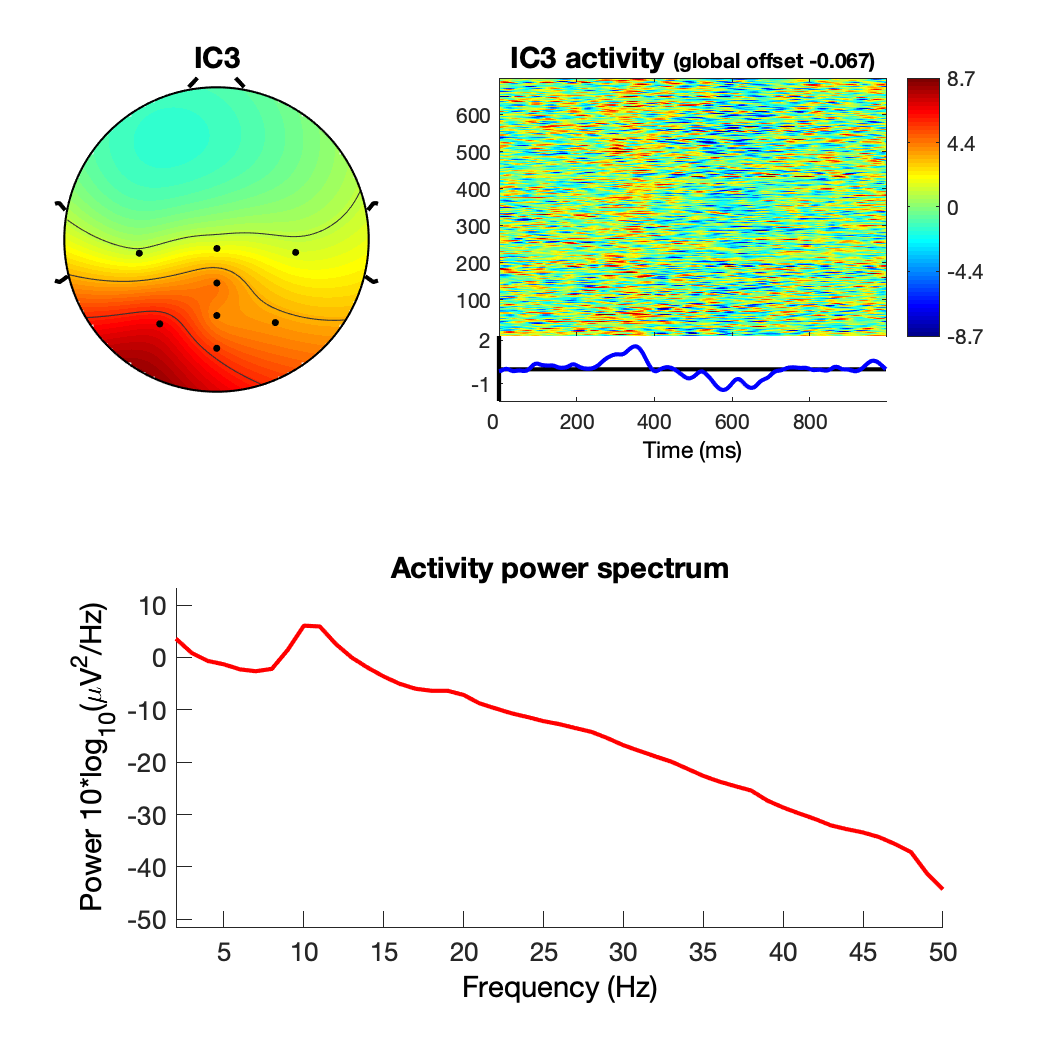 IC3
IC3 activity (global offset -0.067)
600
500
400
300
200
100
8.7
4.4
0
-4.4
-8.7
2
-1
0 200 400 600 800
Time (ms)
Activity power spectrum
Power 10*log10(μV2/Hz)
10
0
-10
-20
-30
-40
-50
5 10 15 20 25 30 35 40 45 50
Frequency (Hz)